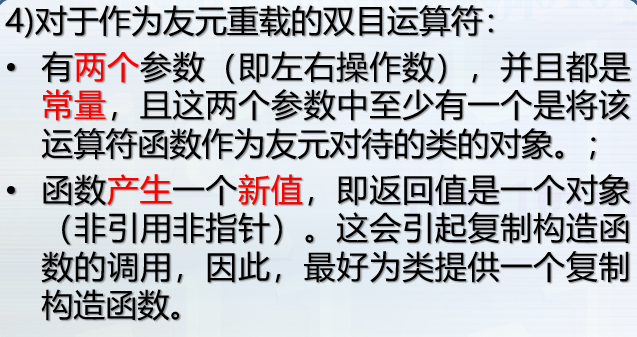 4)对于作为友元重载的双目运算符：
• 有两个参数（即左右操作数），并且都是
常量，且这两个参数中至少有一个是将该
运算符函数作为友元对待的类的对象。；
• 函数产生一个新值，即返回值是一个对象
（非引用非指针）。这会引起复制构造函
数的调用，因此，最好为类提供一个复制
构造函数。